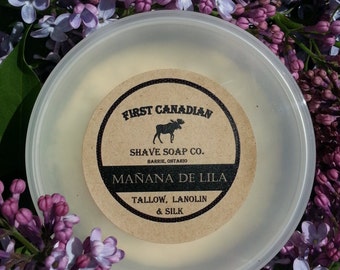 FIRST CANADIAN
SHAVE SOAP CO.
BARRIE, ONTARIO
MAÑANA DE LILA
TALLOW, LANOLIN
& SILK